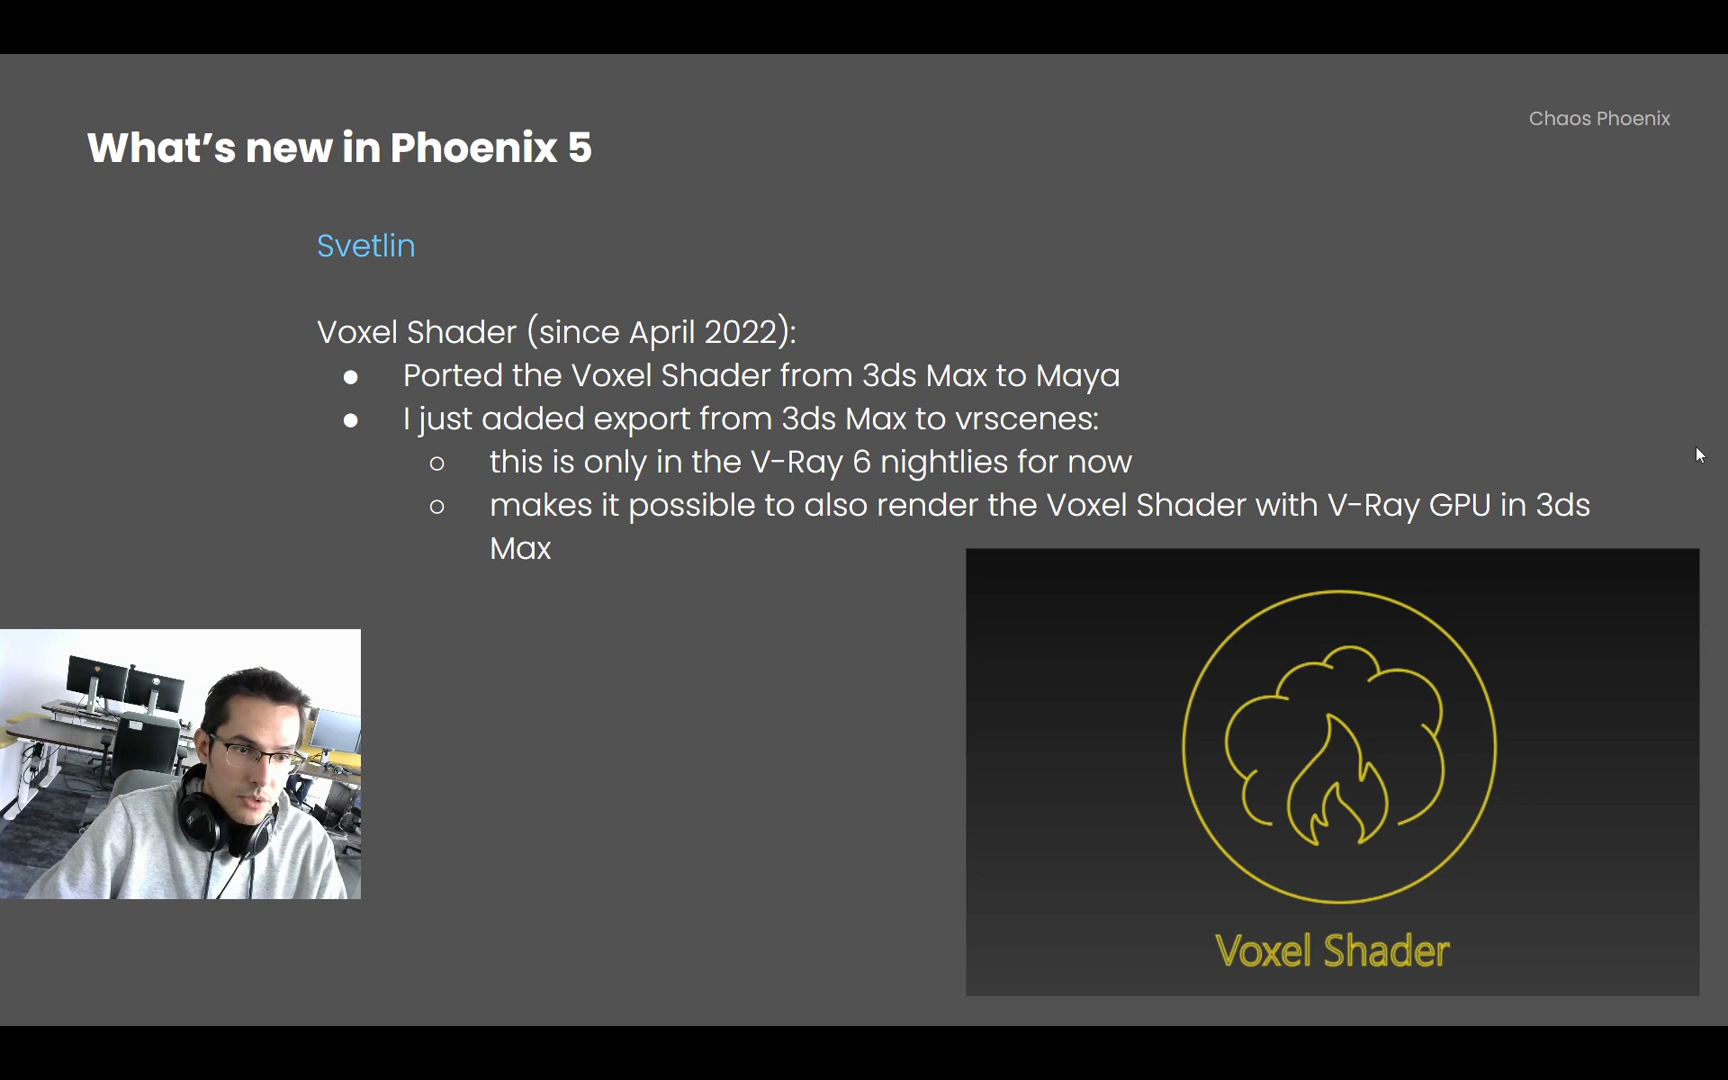 Chaos Phoenix
What’s new in Phoenix 5
Svetlin
Voxel Shader (since April 2022):
● Ported the Voxel Shader from 3ds Max to Maya
● I just added export from 3ds Max to vrscenes:
○ this is only in the V-Ray 6 nightlies for now
○ makes it possible to also render the Voxel Shader with V-Ray GPU in 3ds
Max
Voxel Shader